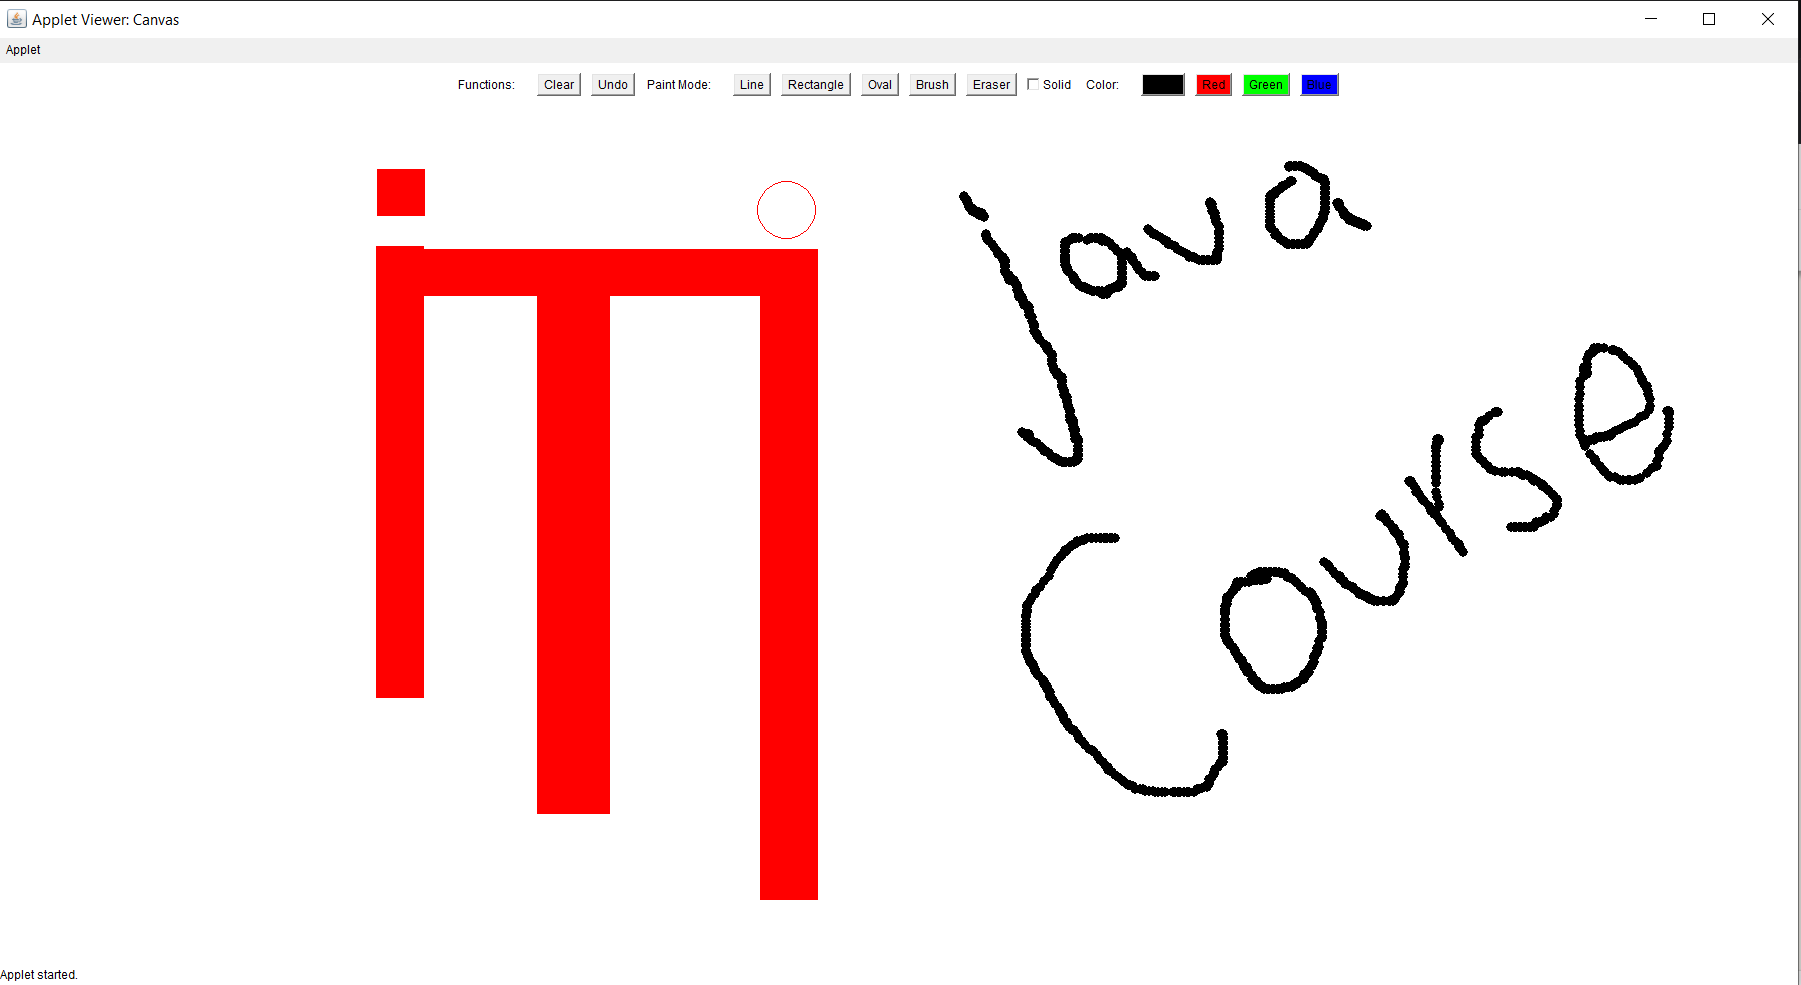 Applet Viewer: Canvas
Applet
Functions: Clear Undo Paint Mode: Line Rectangle Oval Brush Eraser Solid Color: Red Green Blue
java
Course
Applet started.